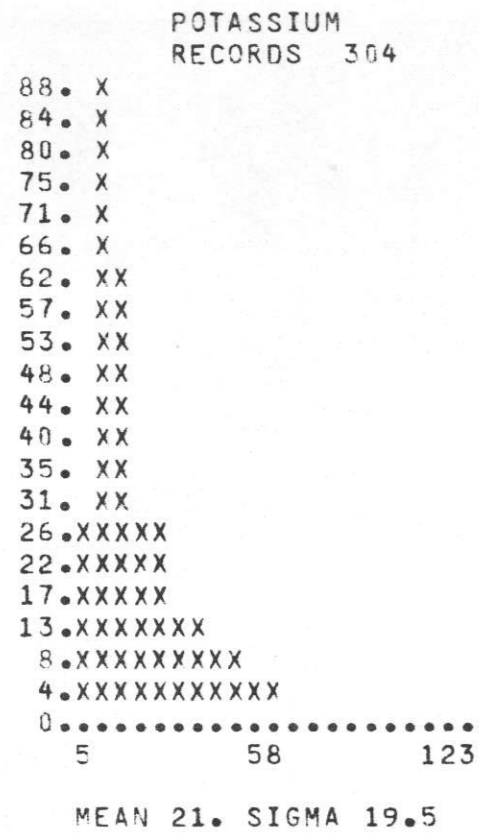 POTASSIUM
RECORDS 304
88. X
84. X
80. X
75. X
71. X
66. X
62. XX
57. XX
53. XX
48. XX
44. XX
40. XX
35. XX
31. XX
26.XXXXX
22.XXXXX
17.XXXXX
13.XXXXXXX
8.XXXXXXXXX
4.XXXXXXXXXXX
0......................
5 58 123
MEAN 21. SIGMA 19.5